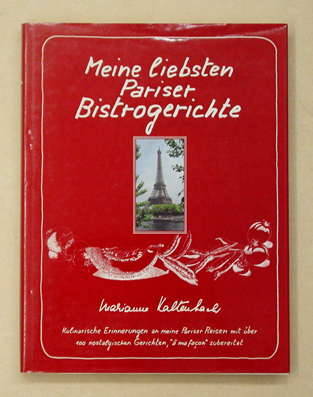 Meine liebsten
Pariser
Bistrogerichte
Marianne Kaltenbach
Kulinarische Erinnerungen an meine Pariser Reisen mit über
100 nostalgischen Gerichten, "à ma façon" zubereitet